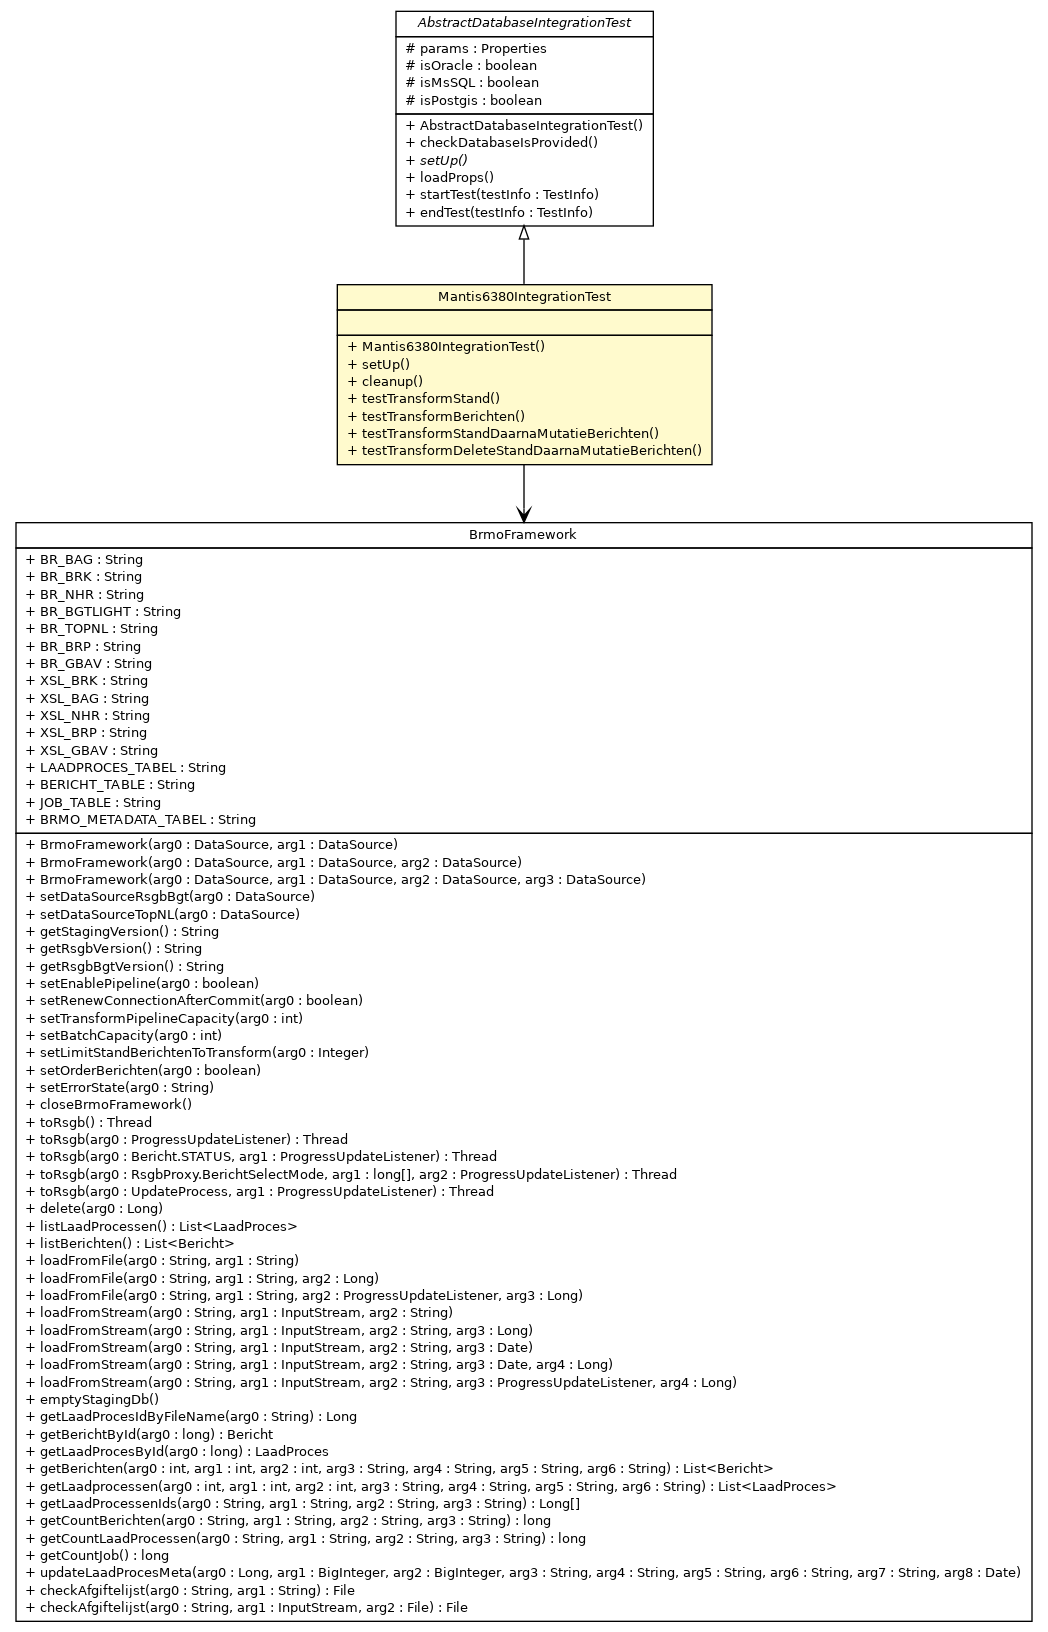 AbstractDatabaseIntegrationTest
# params : Properties
# isOracle : boolean
# isMsSQL : boolean
# isPostgis : boolean
+ AbstractDatabaseIntegrationTest()
+ checkDatabaseIsProvided()
+ setUp()
+ loadProps()
+ startTest(testInfo : TestInfo)
+ endTest(testInfo : TestInfo)
Mantis6380IntegrationTest
+ Mantis6380IntegrationTest()
+ setUp()
+ cleanup()
+ testTransformStand()
+ testTransformBerichten()
+ testTransformStandDaarnaMutatieBerichten()
+ testTransformDeleteStandDaarnaMutatieBerichten()
BrmoFramework
+ BR_BAG : String
+ BR_BRK : String
+ BR_NHR : String
+ BR_BGTLIGHT : String
+ BR_TOPNL : String
+ BR_BRP : String
+ BR_GBAV : String
+ XSL_BRK : String
+ XSL_BAG : String
+ XSL_NHR : String
+ XSL_BRP : String
+ XSL_GBAV : String
+ LAADPROCES_TABEL : String
+ BERICHT_TABLE : String
+ JOB_TABLE : String
+ BRMO_METADATA_TABEL : String
+ BrmoFramework(arg0 : DataSource, arg1 : DataSource)
+ BrmoFramework(arg0 : DataSource, arg1 : DataSource, arg2 : DataSource)
+ BrmoFramework(arg0 : DataSource, arg1 : DataSource, arg2 : DataSource, arg3 : DataSource)
+ setDataSourceRsgbBgt(arg0 : DataSource)
+ setDataSourceTopNL(arg0 : DataSource)
+ getStagingVersion() : String
+ getRsgbVersion() : String
+ getRsgbBgtVersion() : String
+ setEnablePipeline(arg0 : boolean)
+ setRenewConnectionAfterCommit(arg0 : boolean)
+ setTransformPipelineCapacity(arg0 : int)
+ setBatchCapacity(arg0 : int)
+ setLimitStandBerichtenToTransform(arg0 : Integer)
+ setOrderBerichten(arg0 : boolean)
+ setErrorState(arg0 : String)
+ closeBrmoFramework()
+ toRsgb() : Thread
+ toRsgb(arg0 : ProgressUpdateListener) : Thread
+ toRsgb(arg0 : Bericht.STATUS, arg1 : ProgressUpdateListener) : Thread
+ toRsgb(arg0 : RsgbProxy.BerichtSelectMode, arg1 : long[], arg2 : ProgressUpdateListener) : Thread
+ toRsgb(arg0 : UpdateProcess, arg1 : ProgressUpdateListener) : Thread
+ delete(arg0 : Long)
+ listLaadProcessen() : List<LaadProces>
+ listBerichten() : List<Bericht>
+ loadFromFile(arg0 : String, arg1 : String)
+ loadFromFile(arg0 : String, arg1 : String, arg2 : Long)
+ loadFromFile(arg0 : String, arg1 : String, arg2 : ProgressUpdateListener, arg3 : Long)
+ loadFromStream(arg0 : String, arg1 : InputStream, arg2 : String)
+ loadFromStream(arg0 : String, arg1 : InputStream, arg2 : String, arg3 : Long)
+ loadFromStream(arg0 : String, arg1 : InputStream, arg2 : String, arg3 : Date)
+ loadFromStream(arg0 : String, arg1 : InputStream, arg2 : String, arg3 : Date, arg4 : Long)
+ loadFromStream(arg0 : String, arg1 : InputStream, arg2 : String, arg3 : ProgressUpdateListener, arg4 : Long)
+ emptyStagingDb()
+ getLaadProcesIdByFileName(arg0 : String) : Long
+ getBerichtById(arg0 : long) : Bericht
+ getLaadProcesById(arg0 : long) : LaadProces
+ getBerichten(arg0 : int, arg1 : int, arg2 : int, arg3 : String, arg4 : String, arg5 : String, arg6 : String) : List<Bericht>
+ getLaadprocessen(arg0 : int, arg1 : int, arg2 : int, arg3 : String, arg4 : String, arg5 : String, arg6 : String) : List<LaadProces>
+ getLaadProcessenIds(arg0 : String, arg1 : String, arg2 : String, arg3 : String) : Long[]
+ getCountBerichten(arg0 : String, arg1 : String, arg2 : String, arg3 : String) : long
+ getCountLaadProcessen(arg0 : String, arg1 : String, arg2 : String, arg3 : String) : long
+ getCountJob() : long
+ updateLaadProcesMeta(arg0 : Long, arg1 : BigInteger, arg2 : BigInteger, arg3 : String, arg4 : String, arg5 : String, arg6 : String, arg7 : String, arg8 : Date)
+ checkAfgiftelijst(arg0 : String, arg1 : String) : File
+ checkAfgiftelijst(arg0 : String, arg1 : InputStream, arg2 : File) : File